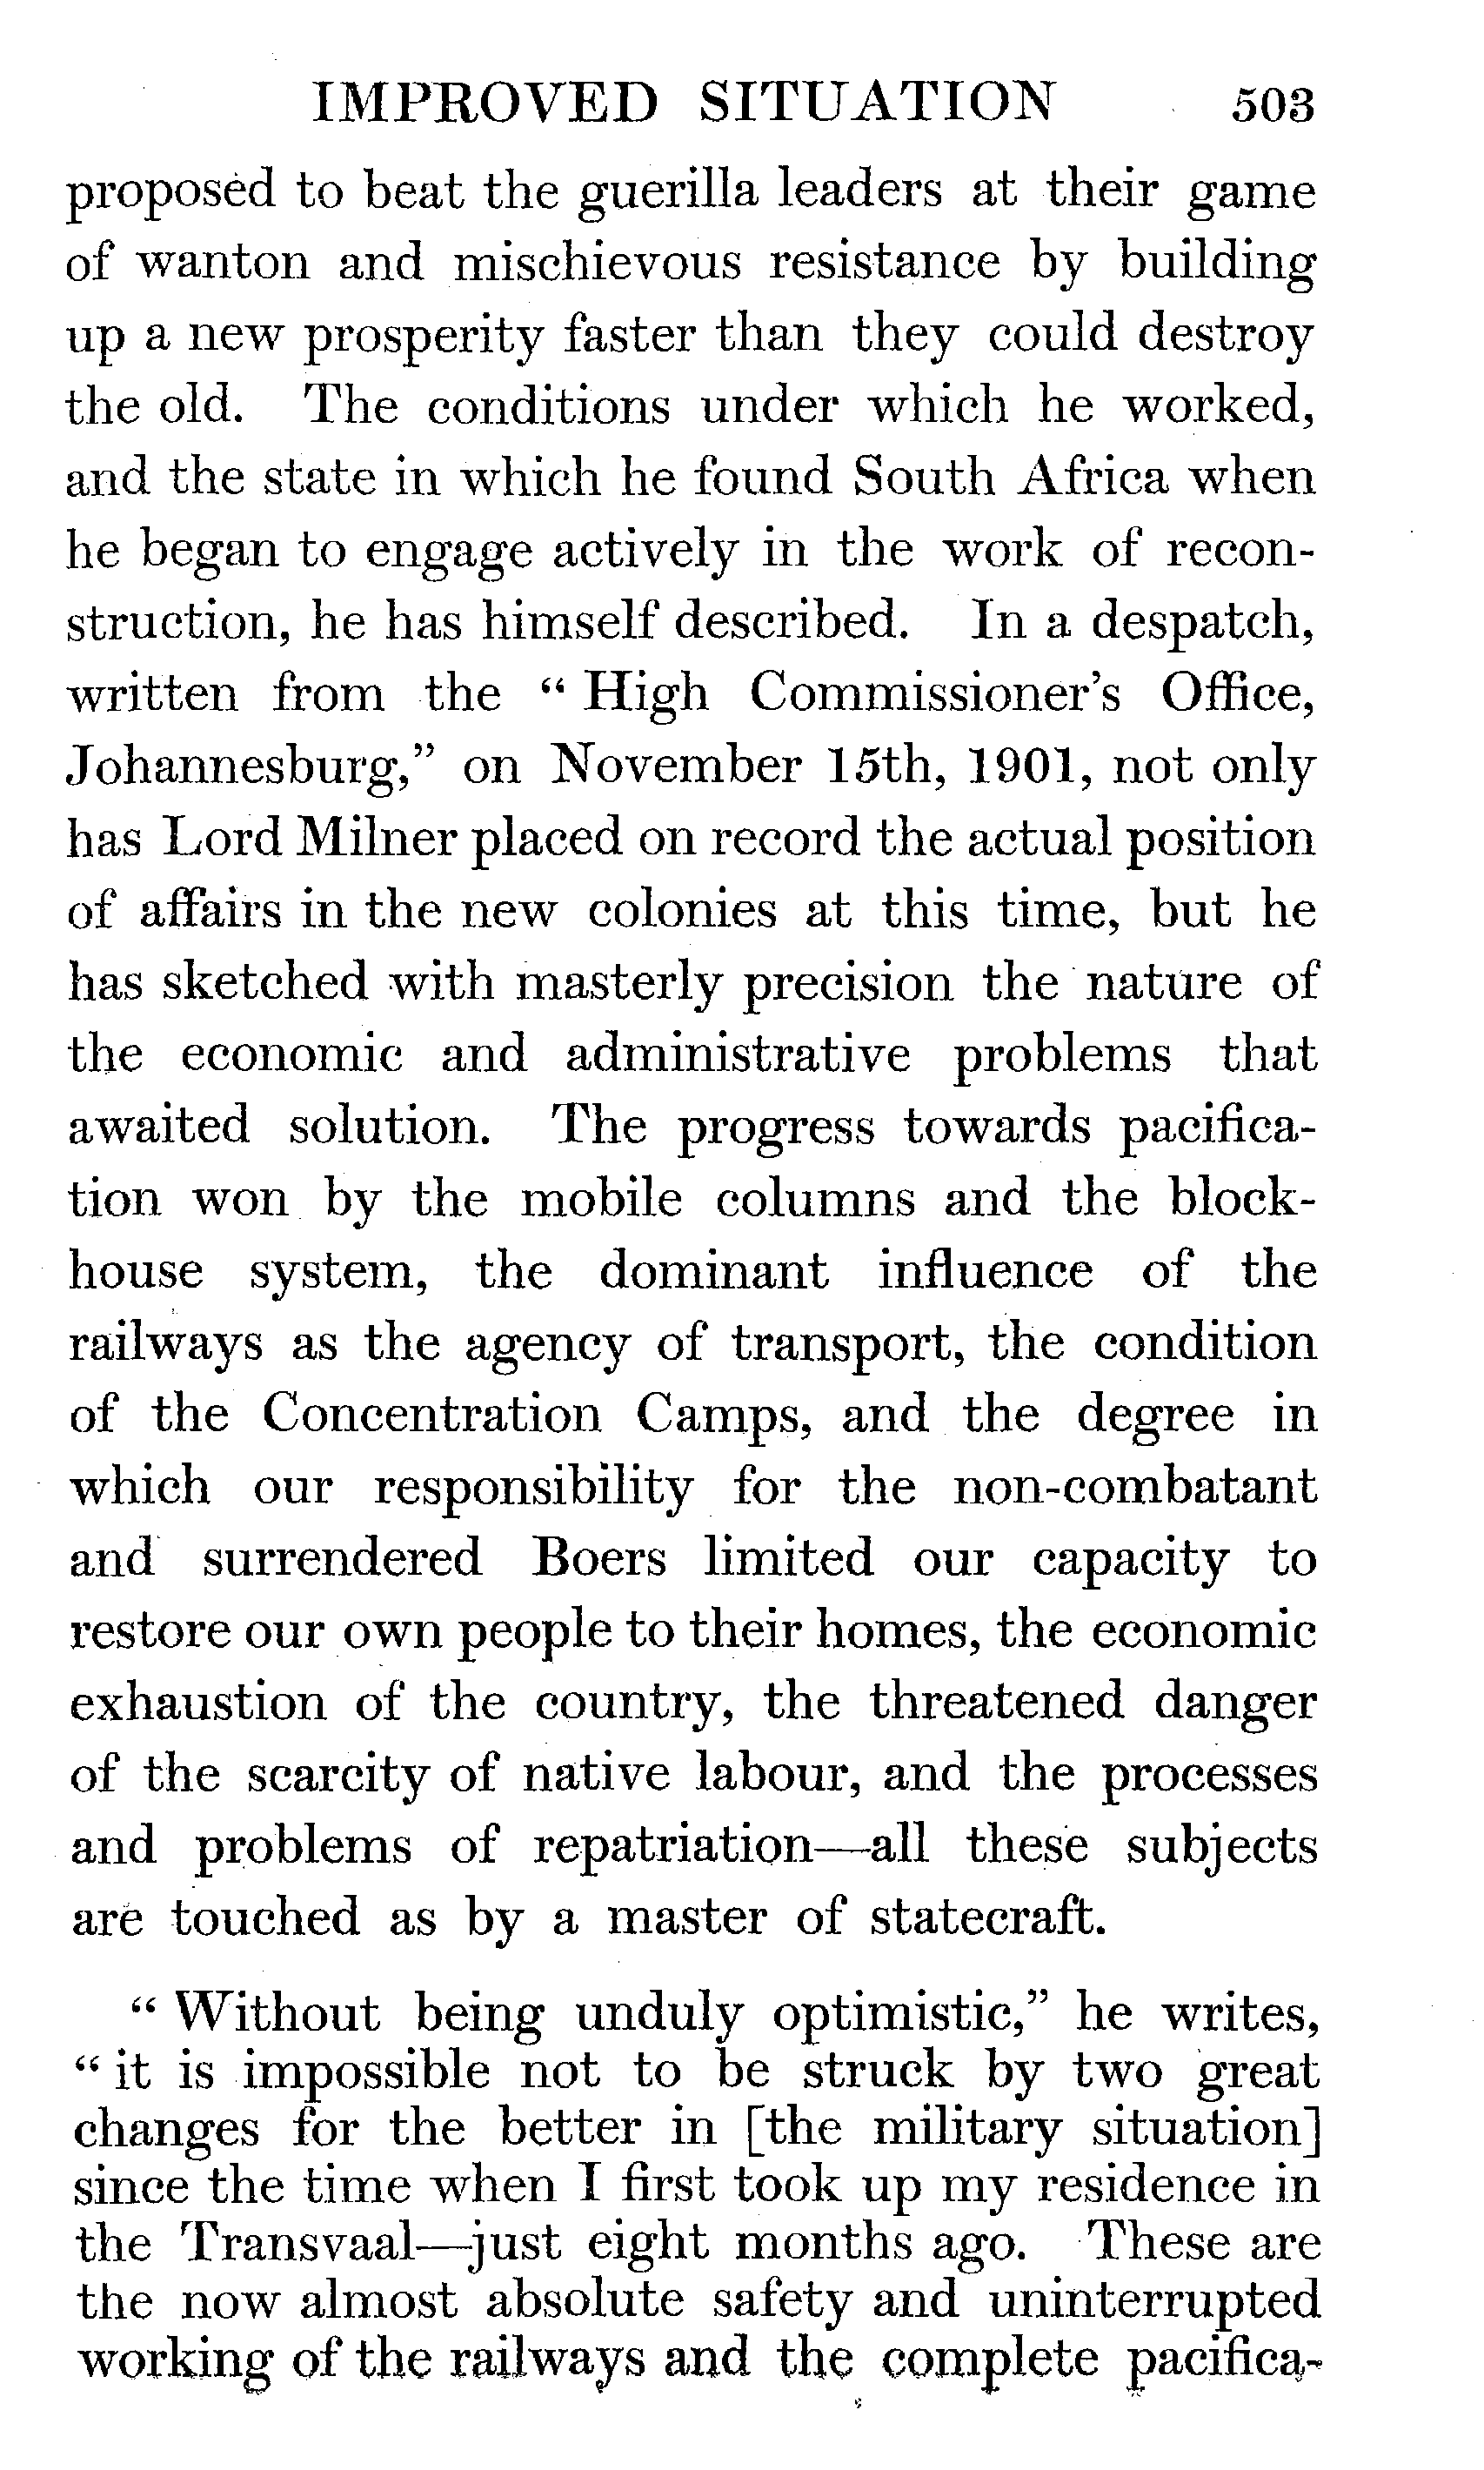 IMPROVED SITUATION 503
proposed to beat the guerilla leaders at their game
of wanton and mischievous resistance by building
up a new prosperity faster than they could destroy
the old. The conditions under which he worked,
and the state in which he found South Africa when
he began to engage actively in the work of recon-
struction, he has himself described. In a despatch,
written from the “ High Commissioner's Office,
Johannesburg,” on November 15th, 1901, not only
has Lord Milner placed on record the actual position
of affairs in the new colonies at this time, but he
has sketched with masterly precision the nature of
the economic and administrative problems that
awaited solution. The progress towards pacifica-
tion won by the mobile columns and the block-
house system, the dominant influence of the
railways as the agency of transport, the condition
of the Concentration Camps, and the degree in
which our responsibility for the non-combatant
and surrendered Boers limited our capacity to
restore our own people to their homes, the economic
exhaustion of the country, the threatened danger
of the scarcity of native labour, and the processes
and problems of repatriation—all these subjects
are touched as by a master of statecraft.
“ Without being unduly optimistic,” he writes,
“ it is impossible not to be struck by two great
changes for the better in [the military situation]
since the time when I first took up my residence in
the Transvaal—just eight months ago. These are
the now almost absolute safety and uninterrupted
working of the railways and the complete pacifica-